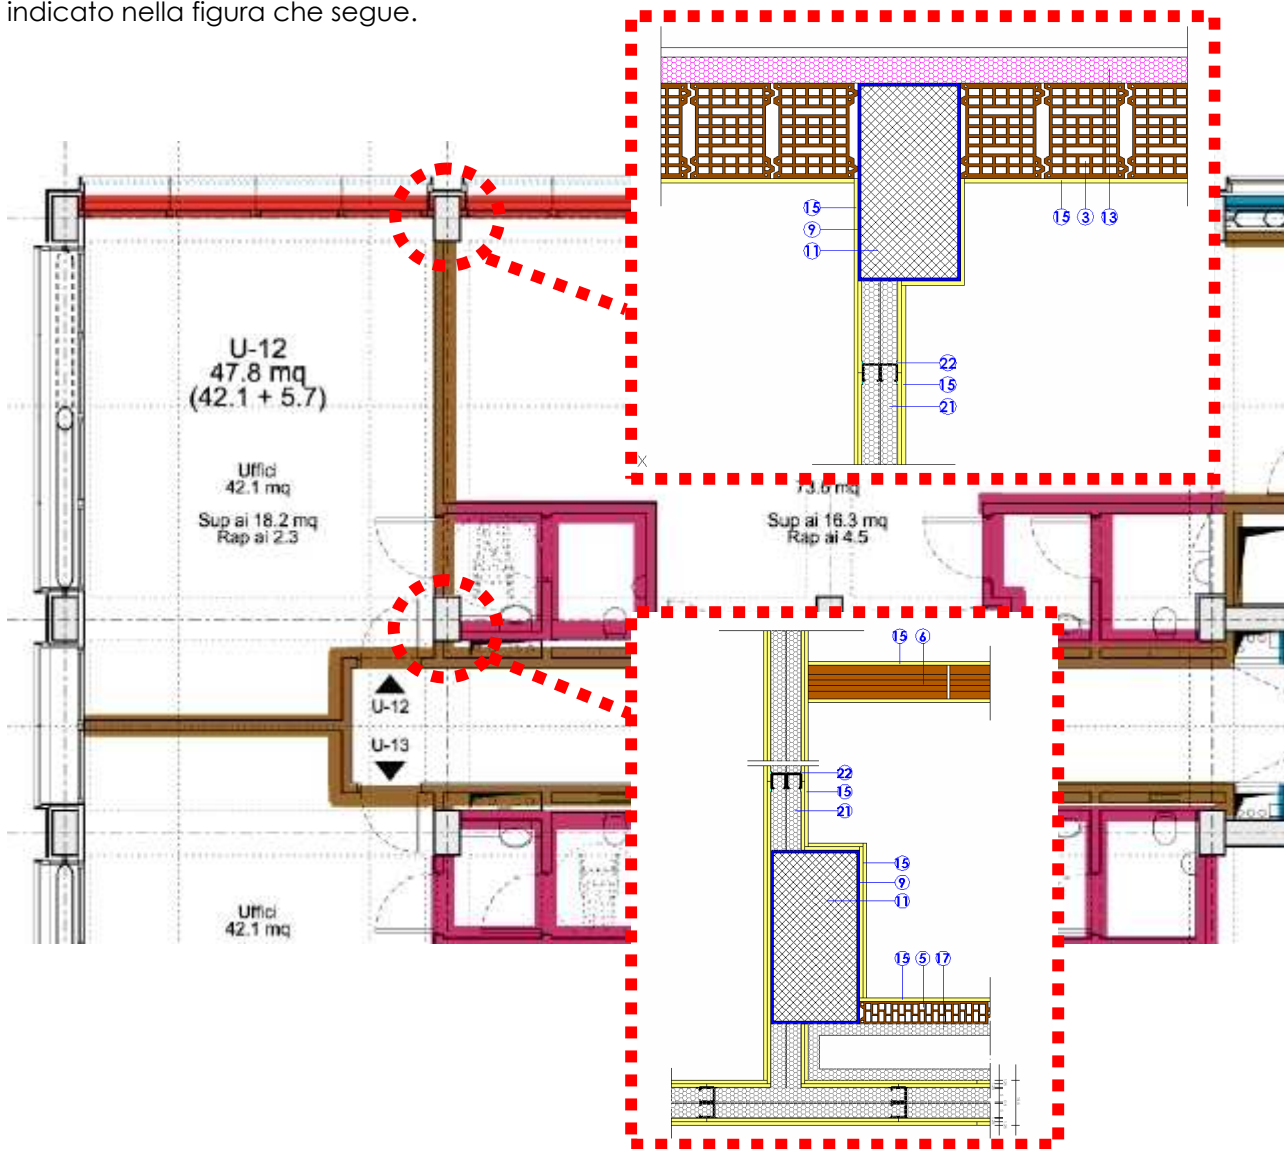 indicato nella figura che segue.
15
9
11
15 3 13
22
15
21
X
U-12
47.8 mq
(42.1 + 5.7)
Uffici
42.1 mq
Sup ai 18.2 mq
Rap ai 2.3
73.6 mq
Sup ai 16.3 mq
Rap ai 4.5
U-12
U-13
Uffici
42.1 mq
15 6
22
15
21
15
9
11
15 5 17